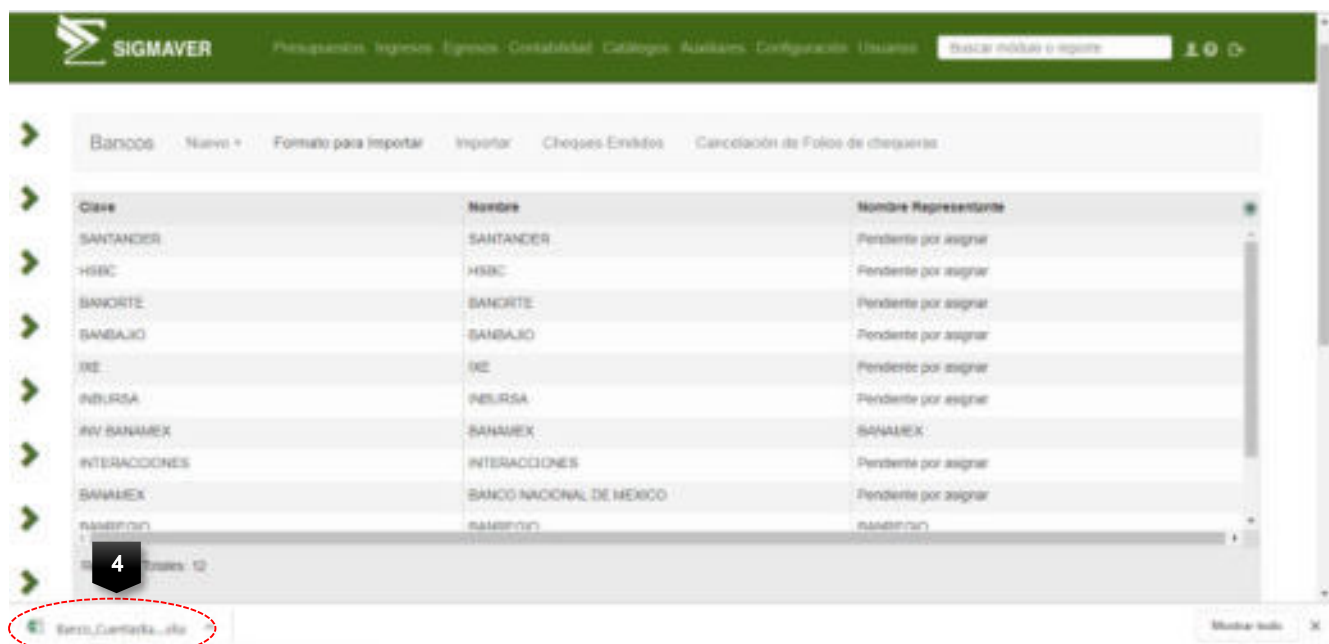 SIGMAVER
Presupuestos Ingresos Egresos Contabilidad Catálogos Auxiliares Configuración Usuarios Buscar módulo o reporte
Bancos Nuevo Formato para Importar Importar Cheques Emitidos Cancelación de Folios de chequeras
Clave Nombre Nombre Representante
SANTANDER SANTANDER Pendiente por asignar
HSBC HSBC Pendiente por asignar
BANORTE BANORTE Pendiente por asignar
BANBAJIO BANBAJIO Pendiente por asignar
IXE IXE Pendiente por asignar
INBURSA INBURSA Pendiente por asignar
INV BANAMEX BANAMEX BANAMEX
INTERACCIONES INTERACCIONES Pendiente por asignar
BANAMEX BANCO NACIONAL DE MEXICO Pendiente por asignar
BANREGIO BANREGIO BANREGIO
4
Totales: 12
Mostrar todo